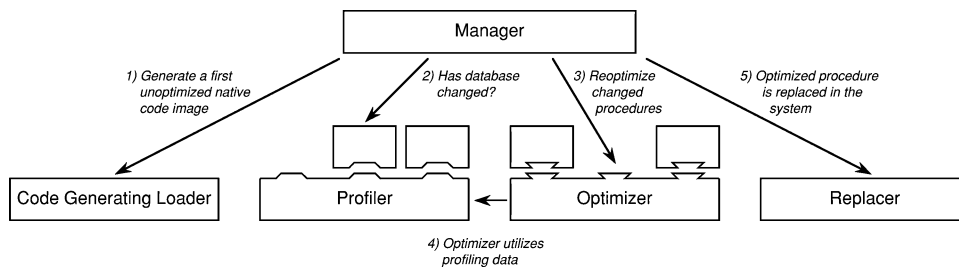 Manager
1) Generate a first
unoptimized native
code image
2) Has database
changed?
3) Reoptimize
changed
procedures
5) Optimized procedure
is replaced in the
system
Code Generating Loader
Profiler
Optimizer
Replacer
4) Optimizer utilizes
profiling data